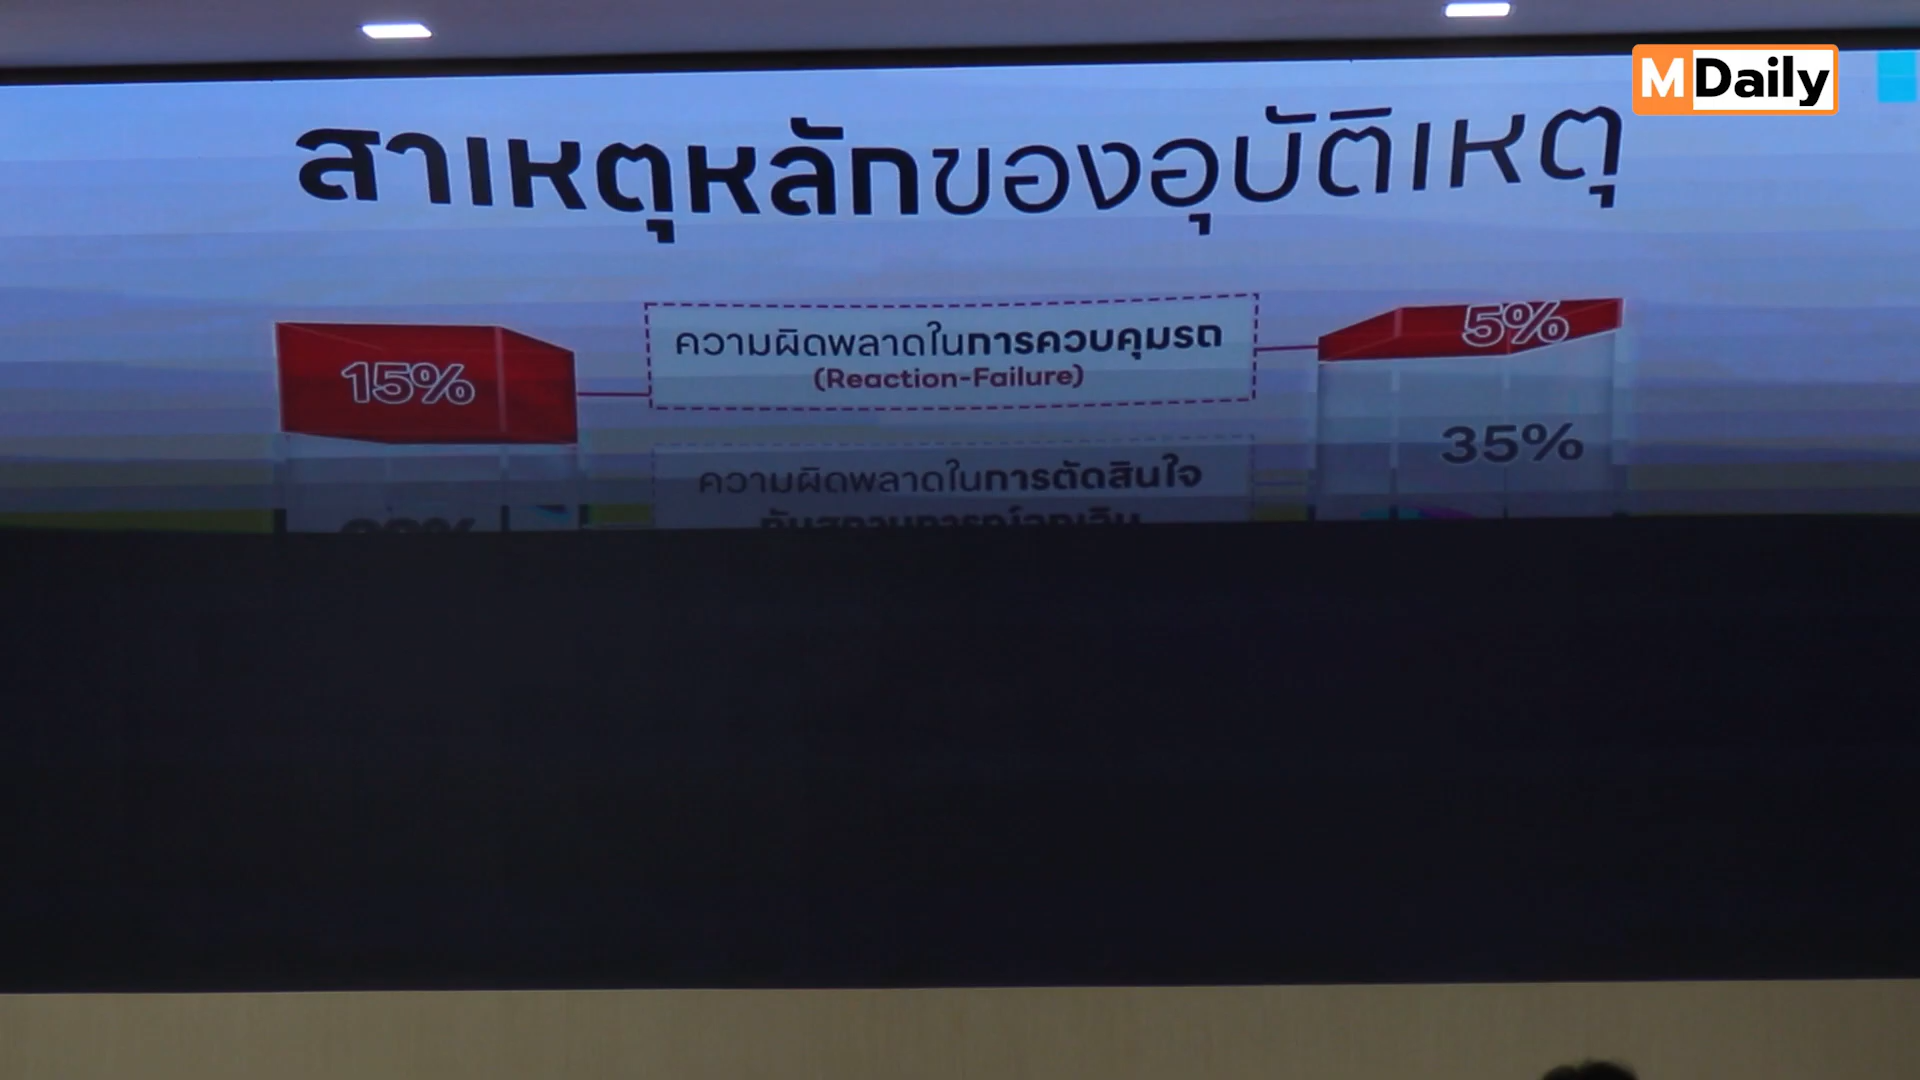 MDaily
สาเหตุหลักของอุบัติเหตุ
15%
ความผิดพลาดในการควบคุมรถ
(Reaction-Failure)
5%
ความผิดพลาดในการตัดสินใจ
35%